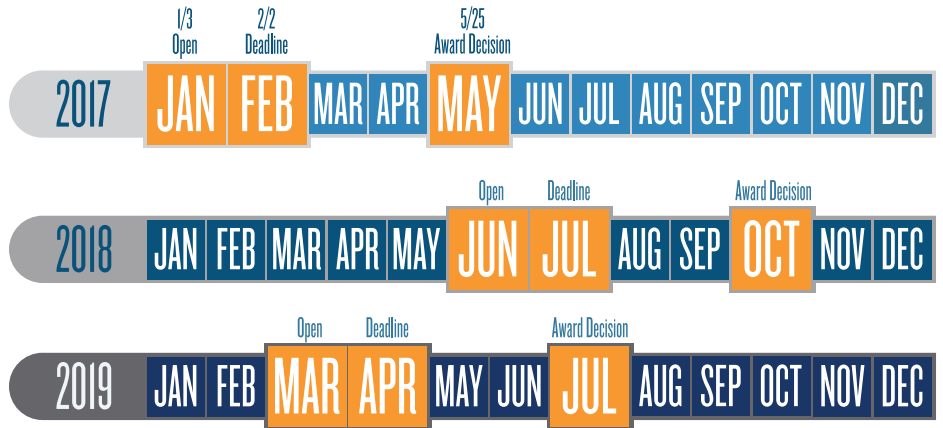 1/3 2/2 5/25
Open Deadline Award Decision
2017 JAN FEB MAR APR MAY JUN JUL AUG SEP OCT NOV DEC
Open Deadline Award Decision
2018 JAN FEB MAR APR MAY JUN JUL AUG SEP OCT NOV DEC
Open Deadline Award Decision
2019 JAN FEB MAR APR MAY JUN JUL AUG SEP OCT NOV DEC